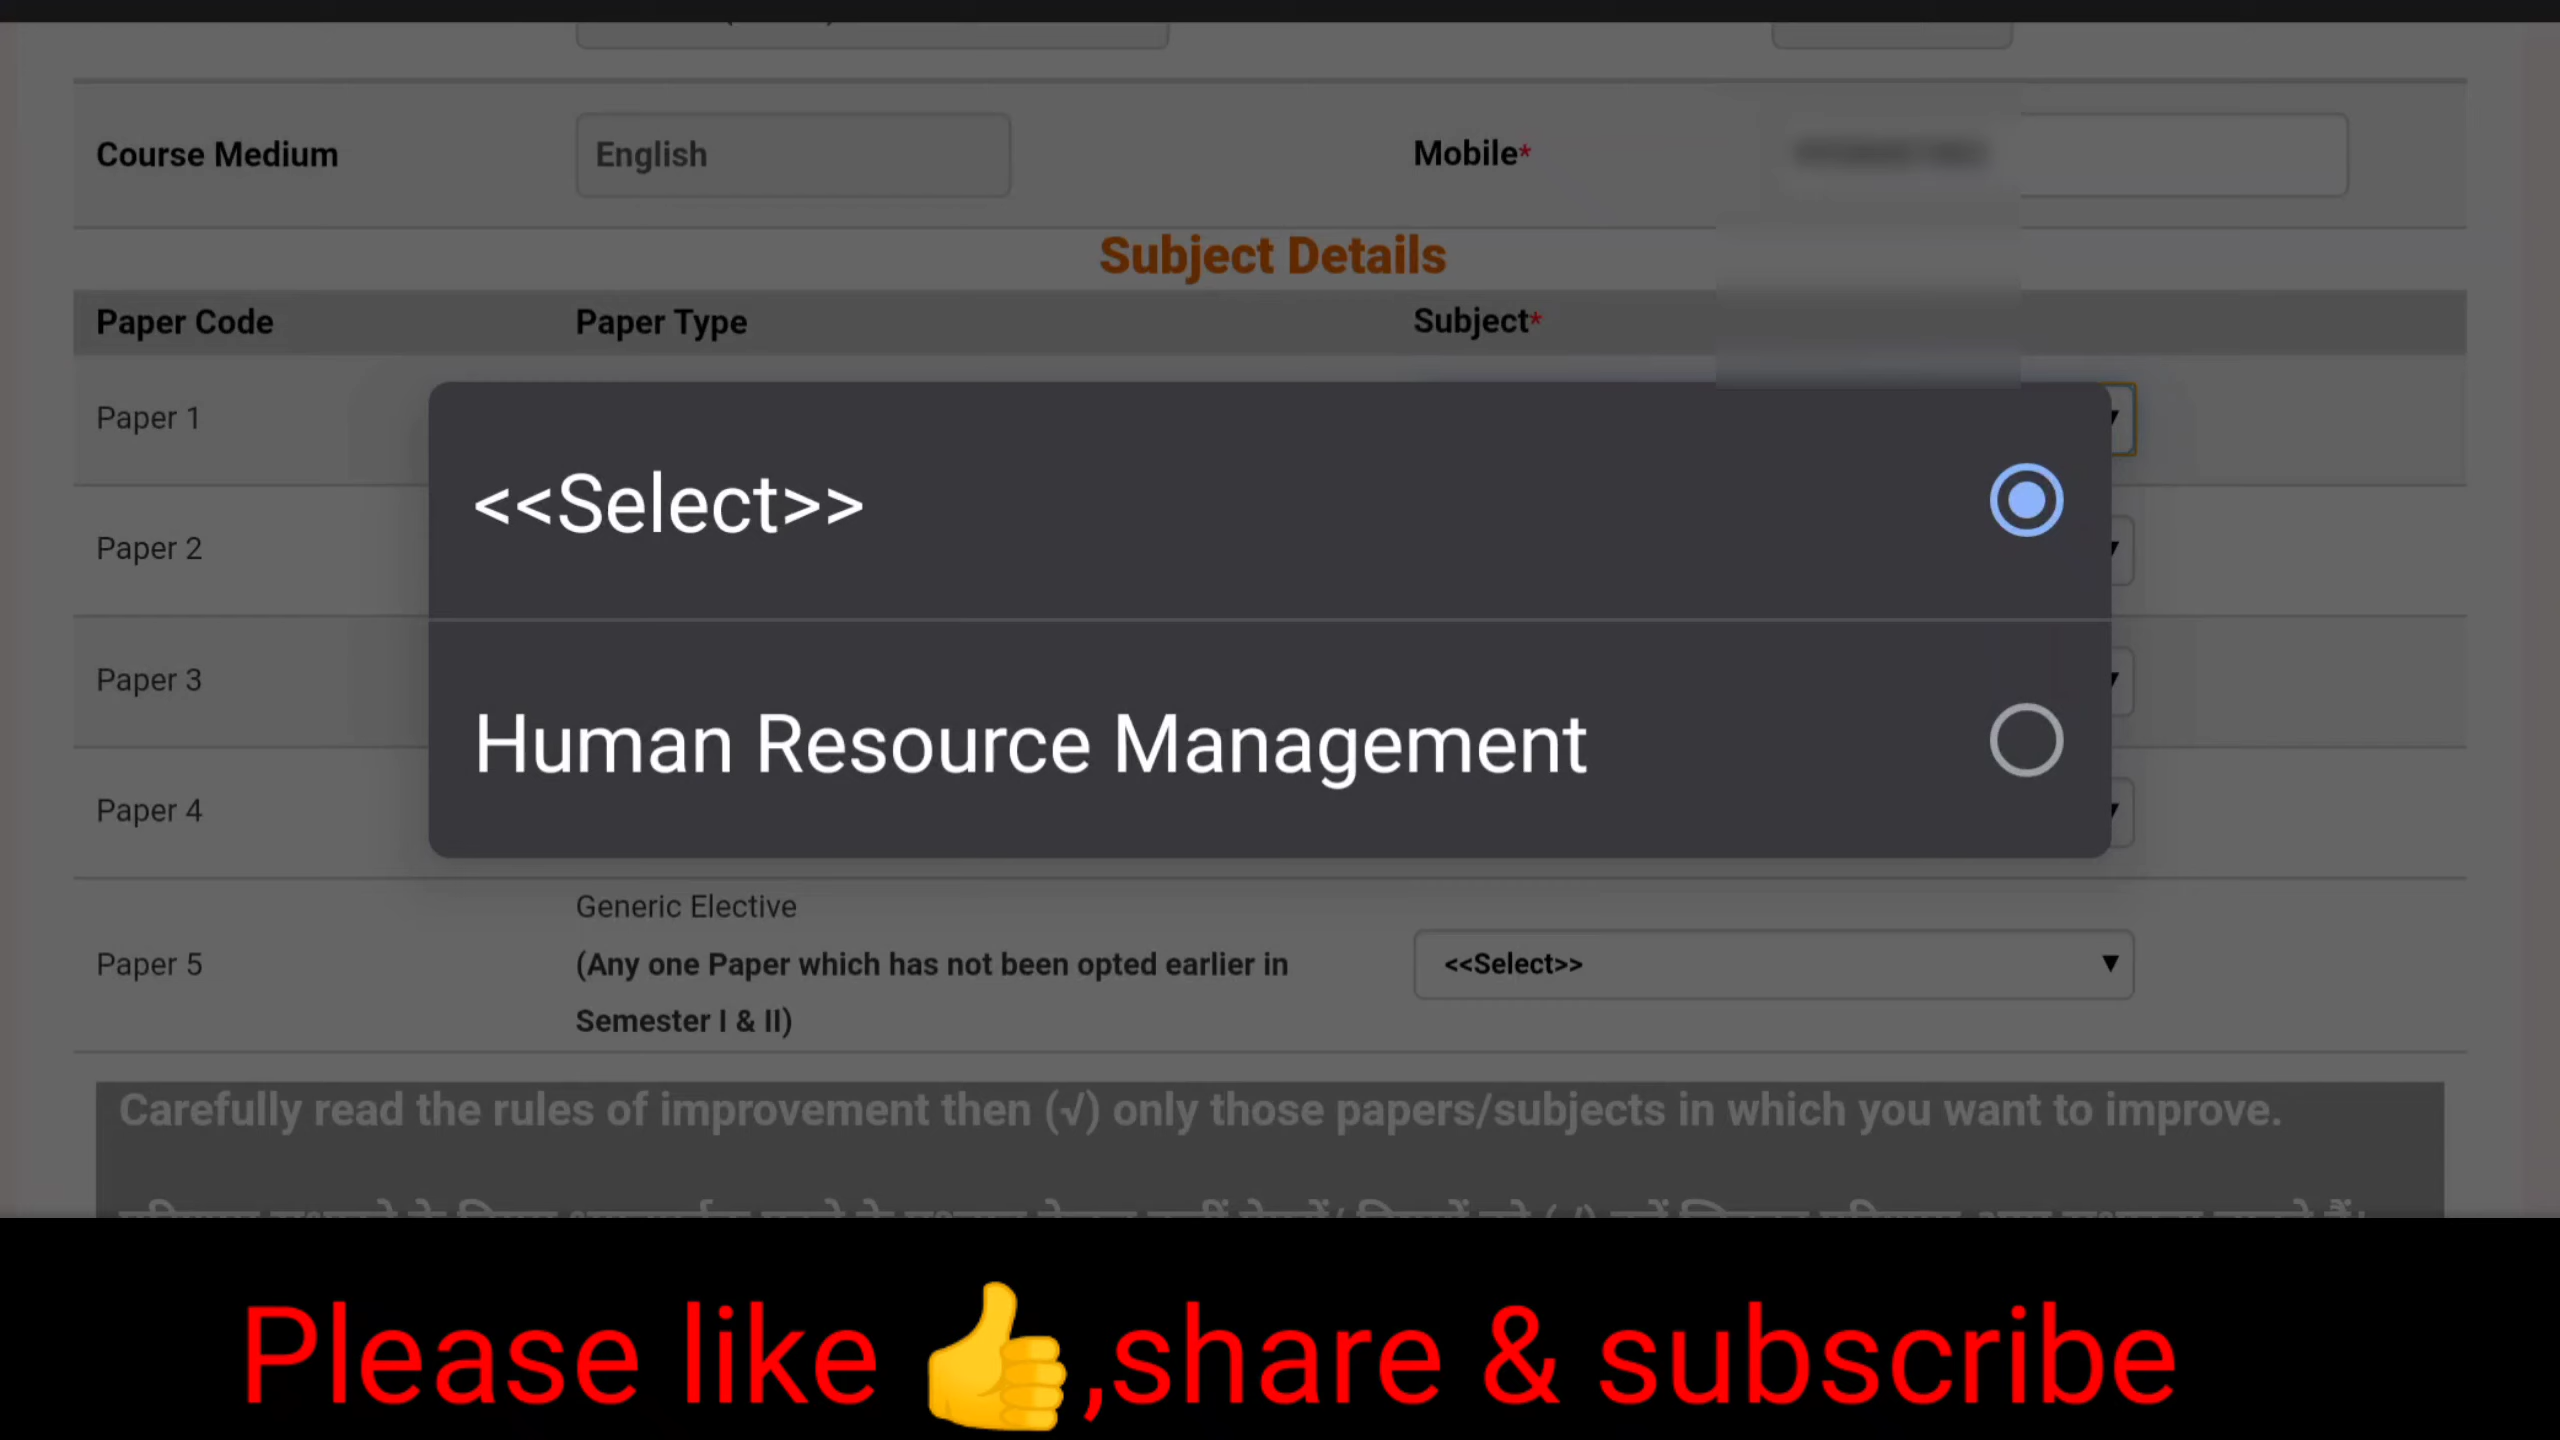 Course Medium English Mobile*
Subject Details
Paper Code Paper Type Subject*
Paper 1
<<Select>>
Paper 2
Paper 3
Human Resource Management
Paper 4
Generic Elective
Paper 5 (Any one Paper which has not been opted earlier in <<Select>>
Semester I & II)
Carefully read the rules of improvement then (√) only those papers/subjects in which you want to improve.
Please like 👍,share & subscribe